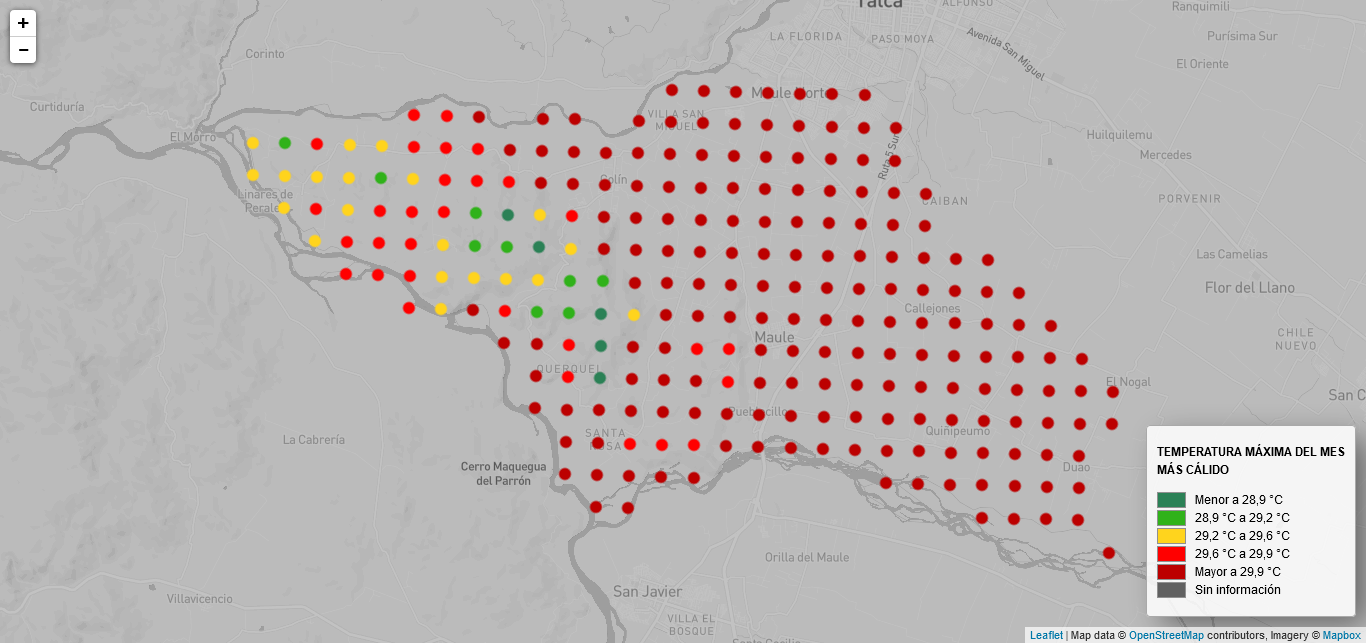 +
−
Talca
ALFONSO
Ranquimili
LA FLORIDA
PASO MOYA
Avenida San Miguel
Purísima Sur
Corinto
El Oriente
Curtiduría
Maule Norte
VILLA SAN
MIGUEL
El Morro
Huilquilemu
Mercedes
Ruta 5 Sur
Colín
Linares de
Perales
CAIBAN
PORVENIR
Las Camelias
Flor del Llano
Callejones
Maule
CHILE
NUEVO
QUERQUEL
El Nogal
San C
Pueblecillo
La Cabrería
SANTA
ROSA
Quiñipeumo
Cerro Maquegua
del Parrón
Duao
TEMPERATURA MÁXIMA DEL MES
MÁS CÁLIDO
Menor a 28,9 °C
28,9 °C a 29,2 °C
29,2 °C a 29,6 °C
29,6 °C a 29,9 °C
Mayor a 29,9 °C
Sin información
Orilla del Maule
San Javier
Villavicencio
VILLA EL
BOSQUE
Santa Cecilia
Leaflet | Map data © OpenStreetMap contributors, Imagery © Mapbox